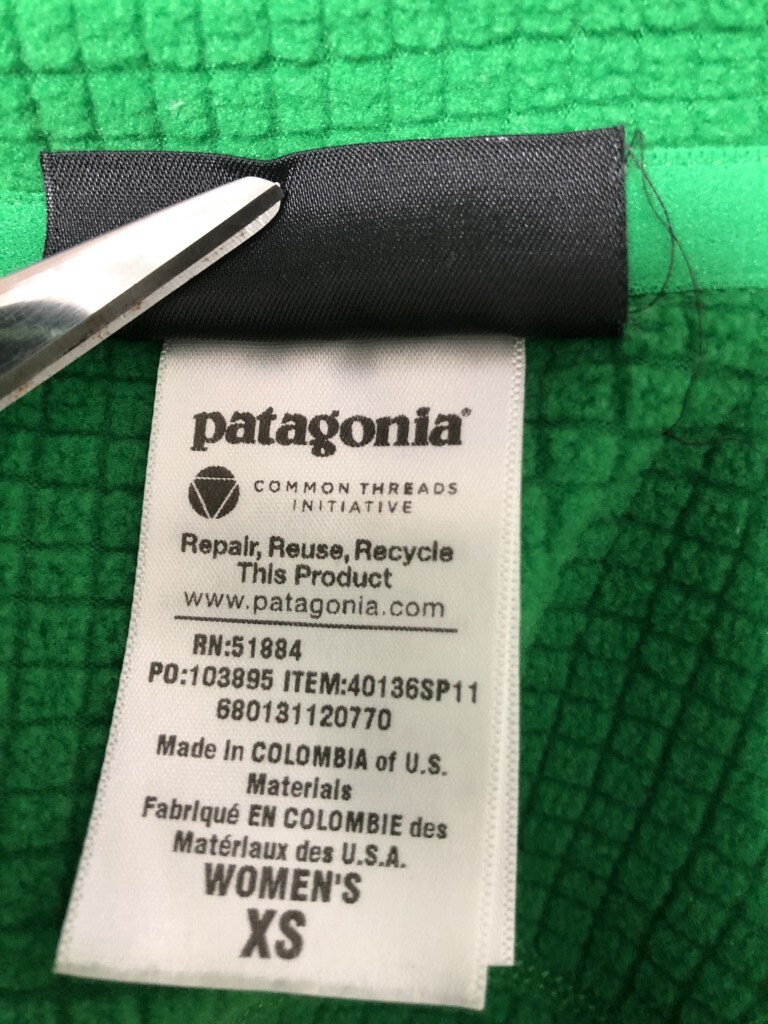 patagonia®
COMMON THREADS
INITIATIVE
Repair, Reuse, Recycle
This Product
www.patagonia.com
RN:51884
PO:103895 ITEM:40136SP11
680131120770
Made in COLOMBIA of U.S.
Materials
Fabriqué EN COLOMBIE des
Matériaux des U.S.A.
WOMEN'S
XS